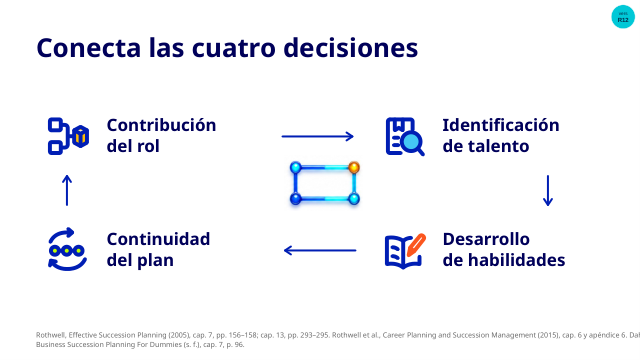 R12
Conecta las cuatro decisiones
Contribución
del rol
Identificación
de talento
Continuidad
del plan
Desarrollo
de habilidades
Rothwell, Effective Succession Planning (2005), cap. 7, pp. 156–158; cap. 13, pp. 293–295. Rothwell et al., Career Planning and Succession Management (2015), cap. 6 y apéndice 6. Dal
Business Succession Planning For Dummies (s. f.), cap. 7, p. 96.